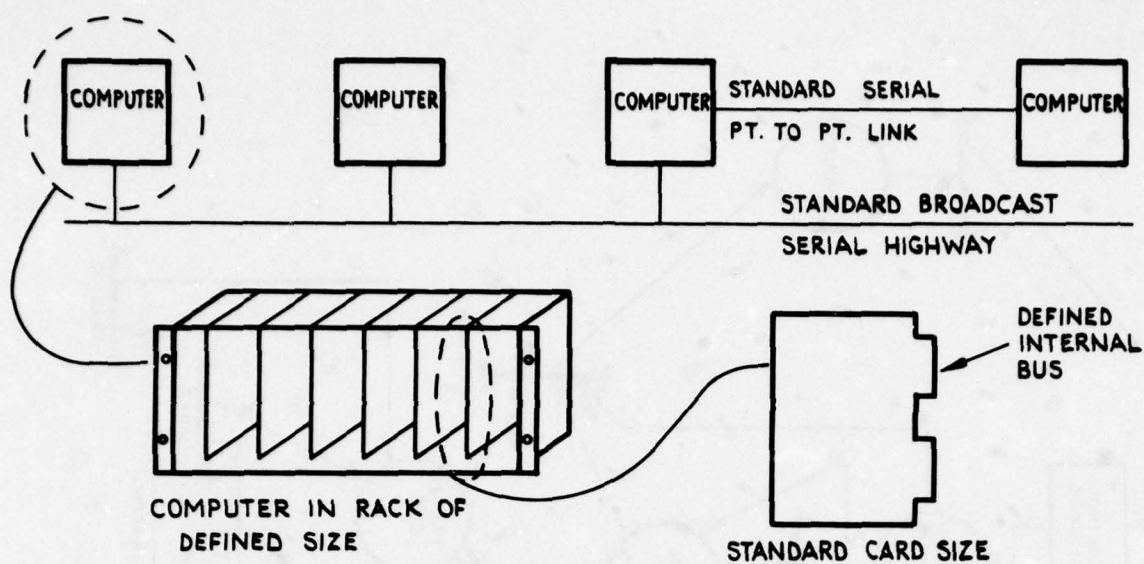 COMPUTER
COMPUTER
COMPUTER
STANDARD SERIAL
PT. TO PT. LINK
COMPUTER
STANDARD BROADCAST
SERIAL HIGHWAY
DEFINED
INTERNAL
BUS
COMPUTER IN RACK OF
DEFINED SIZE
STANDARD CARD SIZE